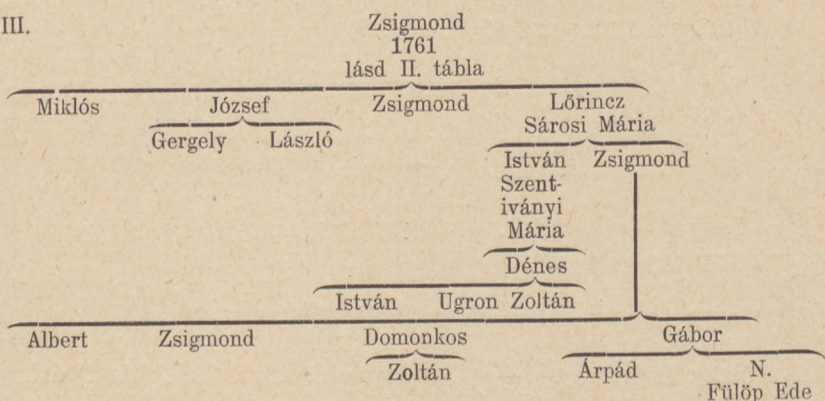 III.
Zsigmond
1761
lásd II. tábla
Miklós József Zsigmond Lőrincz
Sárosi Mária
Gergely László
István Zsigmond
Szent-
iványi
Mária
Dénes
István Ugron Zoltán
Albert Zsigmond Domonkos Gábor
Zoltán Árpád N.
Fülöp Ede